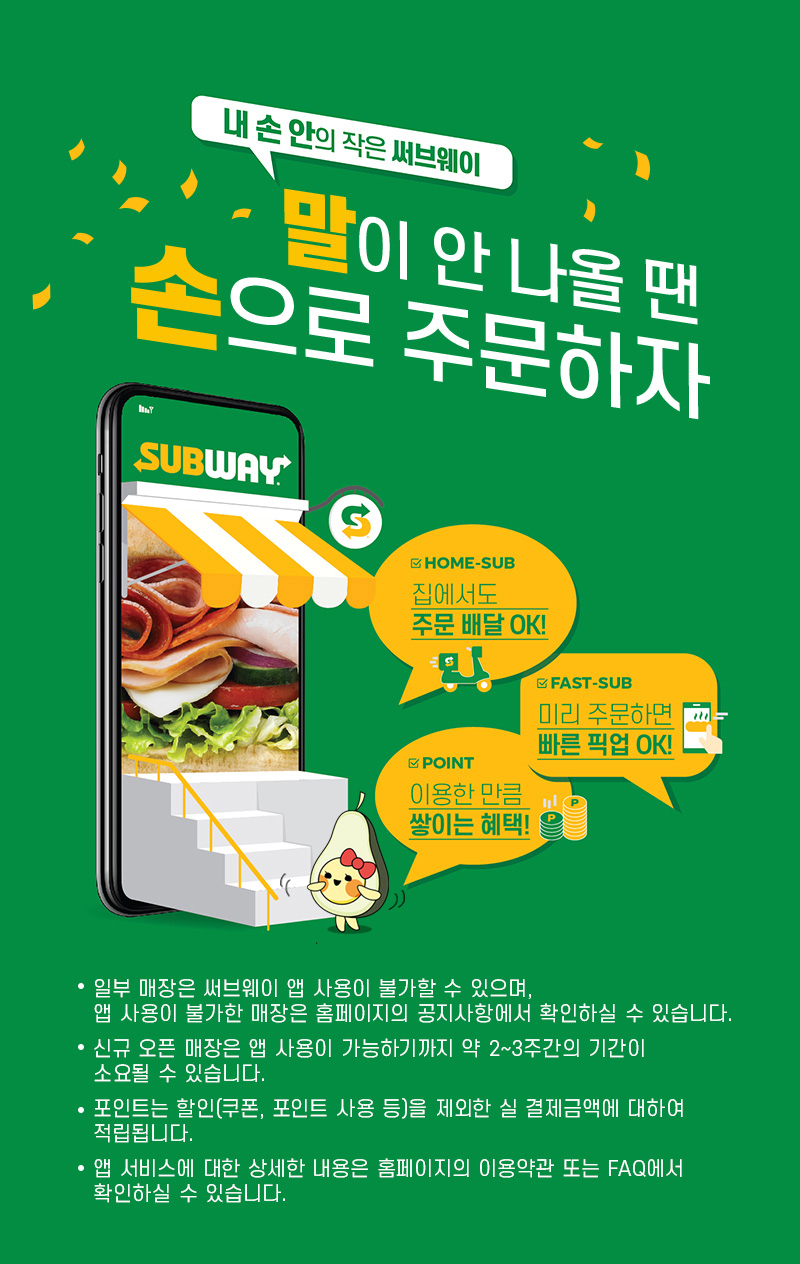 내 손 안의 작은 써브웨이
말이 안 나올 땐
손으로 주문하자
SUBWAY
S
HOME-SUB
집에서도
주문 배달 OK!
FAST-SUB
미리 주문하면
빠른 픽업 OK!
POINT
이용한 만큼
쌓이는 혜택!
P
P
• 일부 매장은 써브웨이 앱 사용이 불가할 수 있으며,
앱 사용이 불가한 매장은 홈페이지의 공지사항에서 확인하실 수 있습니다.
• 신규 오픈 매장은 앱 사용이 가능하기까지 약 2~3주간의 기간이
소요될 수 있습니다.
• 포인트는 할인(쿠폰, 포인트 사용 등)을 제외한 실 결제금액에 대하여
적립됩니다.
• 앱 서비스에 대한 상세한 내용은 홈페이지의 이용약관 또는 FAQ에서
확인하실 수 있습니다.